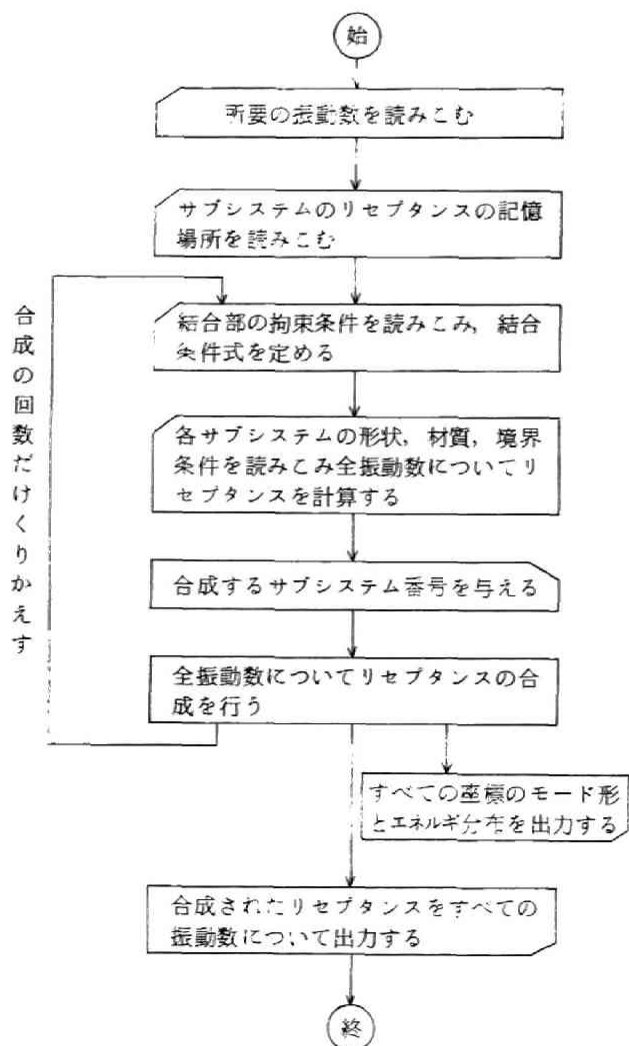 始
所要の振動数を読みこむ
サブシステムのリセプタンスの記憶
場所を読みこむ
合成の回数だけくりかえす
結合部の拘束条件を読みこみ，結合
条件式を定める
各サブシステムの形状，材質，境界
条件を読みこみ全振動数についてリ
セプタンスを計算する
合成するサブシステム番号を与える
全振動数についてリセプタンスの合
成を行う
すべての座標のモード形
とエネルギ分布を出力する
合成されたリセプタンスをすべての
振動数について出力する
終